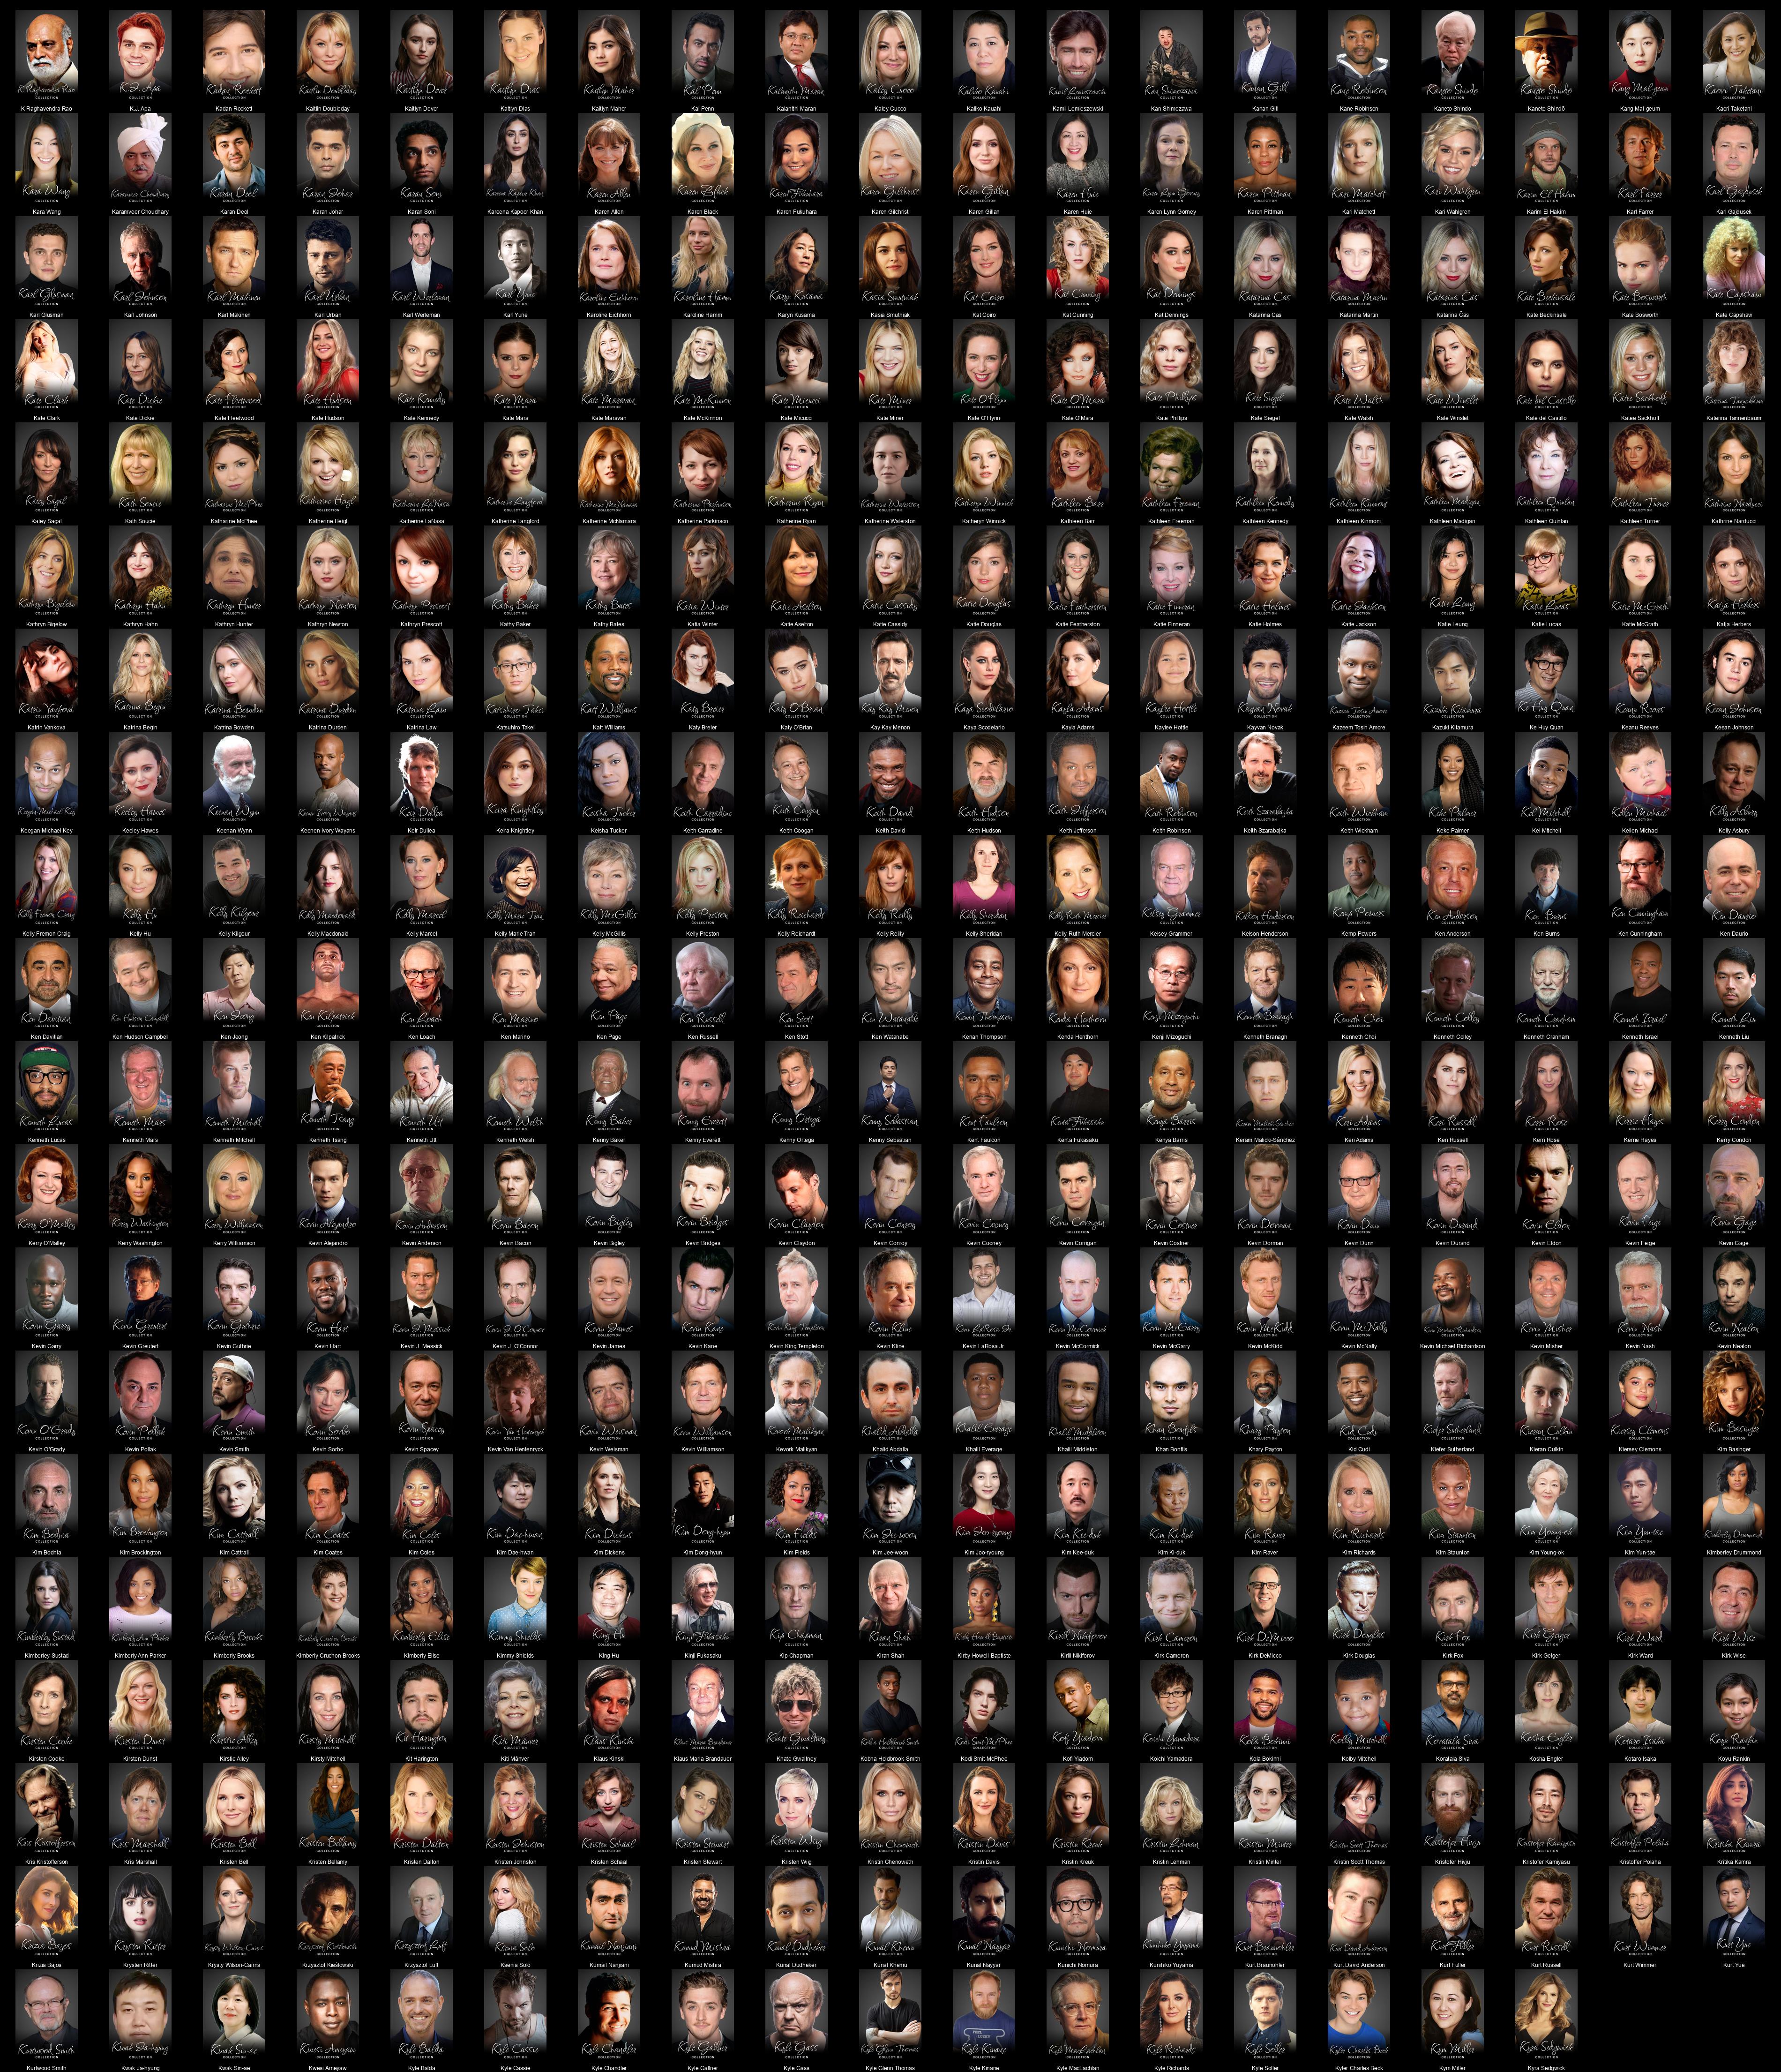 K Raghavendra Rao K.J. Apa Kadan Rockett Kaitlin Doubleday Kaitlyn Dever Kaitlyn Dias Kaitlyn Maher Kal Penn Kalanithi Maran Kaley Cuoco Kaliko Kauahi Kamil Lemieszewski Kan Shimozawa Kanan Gill Kane Robinson Kaneto Shindo Kaneto Shindō Kang Mal-geum Kaori Taketani
Kara Wang Karamveer Choudhary Karan Deol Karan Johar Karan Soni Kareena Kapoor Khan Karen Allen Karen Black Karen Fukuhara Karen Gilchrist Karen Gillan Karen Huie Karen Lynn Gorney Karen Pittman Kari Matchett Kari Wahlgren Karim El Hakim Karl Farrer Karl Gajdusek
Karl Glusman Karl Johnson Karl Makinen Karl Urban Karl Werleman Karl Yune Karoline Eichhorn Karoline Hamm Karyn Kusama Kasia Smutniak Kat Coiro Kat Cunning Kat Dennings Katarina Cas Katarina Martin Katarina Čas Kate Beckinsale Kate Bosworth Kate Capshaw
Kate Clark Kate Dickie Kate Fleetwood Kate Hudson Kate Kennedy Kate Mara Kate Maravan Kate McKinnon Kate Micucci Kate Miner Kate O'Flynn Kate O'Mara Kate Phillips Kate Siegel Kate Walsh Kate Winslet Kate del Castillo Katee Sackhoff Katerina Tannenbaum
Katey Sagal Kath Soucie Katharine McPhee Katherine Heigl Katherine LaNasa Katherine Langford Katherine McNamara Katherine Parkinson Katherine Ryan Katherine Waterston Katheryn Winnick Kathleen Barr Kathleen Freeman Kathleen Kennedy Kathleen Kinmont Kathleen Madigan Kathleen Quinlan Kathleen Turner Kathrine Narducci
Kathryn Bigelow Kathryn Hahn Kathryn Hunter Kathryn Newton Kathryn Prescott Kathy Baker Kathy Bates Katia Winter Katie Aselton Katie Cassidy Katie Douglas Katie Featherston Katie Finneran Katie Holmes Katie Jackson Katie Leung Katie Lucas Katie McGrath Katja Herbers
Katrin Vankova Katrina Begin Katrina Bowden Katrina Durden Katrina Law Katsuhiro Takei Katt Williams Katy Breier Katy O'Brian Kay Kay Menon Kaya Scodelario Kayla Adams Kaylee Hottle Kayvan Novak Kazeem Tosin Amore Kazuki Kitamura Ke Huy Quan Keanu Reeves Keean Johnson
Keegan-Michael Key Keeley Hawes Keenan Wynn Keenen Ivory Wayans Keir Dullea Keira Knightley Keisha Tucker Keith Carradine Keith Coogan Keith David Keith Hudson Keith Jefferson Keith Robinson Keith Szarabajka Keith Wickham Keke Palmer Kel Mitchell Kellen Michael Kelly Asbury
Kelly Fremon Craig Kelly Hu Kelly Kilgour Kelly Macdonald Kelly Marcel Kelly Marie Tran Kelly McGillis Kelly Preston Kelly Reichardt Kelly Reilly Kelly Sheridan Kelly-Ruth Mercier Kelsey Grammer Kelson Henderson Kemp Powers Ken Anderson Ken Burns Ken Cunningham Ken Daurio
Ken Davitian Ken Hudson Campbell Ken Jeong Ken Kilpatrick Ken Loach Ken Marino Ken Page Ken Russell Ken Stott Ken Watanabe Kenan Thompson Kenda Henthorn Kenji Mizoguchi Kenneth Branagh Kenneth Choi Kenneth Colley Kenneth Cranham Kenneth Israel Kenneth Liu
Kenneth Lucas Kenneth Mars Kenneth Mitchell Kenneth Tsang Kenneth Utt Kenneth Welsh Kenny Baker Kenny Everett Kenny Ortega Kenny Sebastian Kent Faulcon Kenta Fukasaku Kenya Barris Keram Malicki-Sánchez Keri Adams Keri Russell Kerri Rose Kerrie Hayes Kerry Condon
Kerry O'Malley Kerry Washington Kerry Williamson Kevin Alejandro Kevin Anderson Kevin Bacon Kevin Bigley Kevin Bridges Kevin Claydon Kevin Conroy Kevin Cooney Kevin Corrigan Kevin Costner Kevin Dorman Kevin Dunn Kevin Durand Kevin Eldon Kevin Feige Kevin Gage
Kevin Garry Kevin Greutert Kevin Guthrie Kevin Hart Kevin J. Messick Kevin J. O'Connor Kevin James Kevin Kane Kevin King Templeton Kevin Kline Kevin LaRosa Jr. Kevin McCormick Kevin McGarry Kevin McKidd Kevin McNally Kevin Michael Richardson Kevin Misher Kevin Nash Kevin Nealon
Kevin O'Grady Kevin Pollak Kevin Smith Kevin Sorbo Kevin Spacey Kevin Van Hentenryck Kevin Weisman Kevin Williamson Kevork Malikyan Khalid Abdalla Khalil Everage Khalil Middleton Khan Bonfils Khary Payton Kid Cudi Kiefer Sutherland Kieran Culkin Kiersey Clemons Kim Basinger
Kim Bodnia Kim Brockington Kim Cattrall Kim Coates Kim Coles Kim Dae-hwan Kim Dickens Kim Dong-hyun Kim Fields Kim Jee-woon Kim Joo-ryoung Kim Kee-duk Kim Ki-duk Kim Raver Kim Richards Kim Staunton Kim Young-ok Kim Yun-tae Kimberley Drummond
Kimberley Sustad Kimberly Ann Parker Kimberly Brooks Kimberly Cruchon Brooks Kimberly Elise Kimmy Shields King Hu Kinji Fukasaku Kip Chapman Kiran Shah Kirby Howell-Baptiste Kirill Nikiforov Kirk Cameron Kirk DeMicco Kirk Douglas Kirk Fox Kirk Geiger Kirk Ward Kirk Wise
Kirsten Cooke Kirsten Dunst Kirstie Alley Kirsty Mitchell Kit Harington Kiti Mánver Klaus Kinski Klaus Maria Brandauer Knate Gwaltney Kobna Holdbrook-Smith Kodi Smit-McPhee Kofi Yiadom Koichi Yamadera Kola Bokinni Kolby Mitchell Koratala Siva Kosha Engler Kotaro Isaka Koyu Rankin
Kris Kristofferson Kris Marshall Kristen Bell Kristen Bellamy Kristen Dalton Kristen Johnston Kristen Schaal Kristen Stewart Kristen Wiig Kristin Chenoweth Kristin Davis Kristin Kreuk Kristin Lehman Kristin Minter Kristin Scott Thomas Kristofer Hivju Kristofer Kamiyasu Kristoffer Polaha Kritika Kamra
Krizia Bajos Krysten Ritter Krysty Wilson-Cairns Krzysztof Kieślowski Krzysztof Luft Ksenia Solo Kumail Nanjiani Kumud Mishra Kunal Dudheker Kunal Khemu Kunal Nayyar Kunichi Nomura Kunihiko Yuyama Kurt Braunohler Kurt David Anderson Kurt Fuller Kurt Russell Kurt Wimmer Kurt Yue
Kurtwood Smith Kwak Ja-hyung Kwak Sin-ae Kwesi Ameyaw Kyle Balda Kyle Cassie Kyle Chandler Kyle Gallner Kyle Gass Kyle Glenn Thomas Kyle Kinane Kyle MacLachlan Kyle Richards Kyle Soller Kyler Charles Beck Kym Miller Kyra Sedgwick